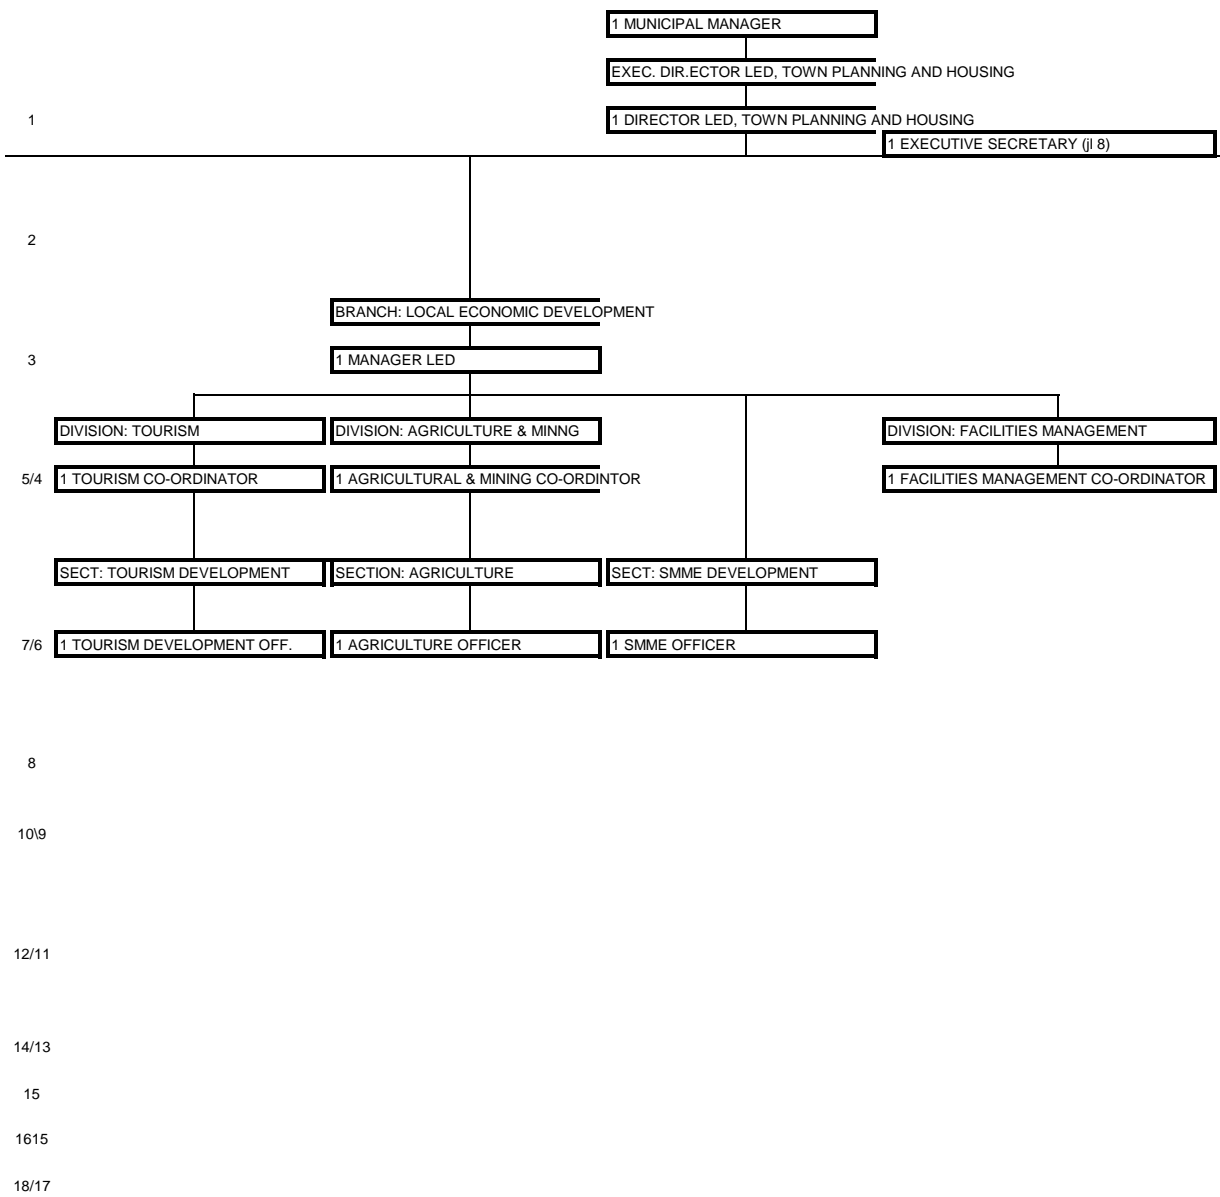 1 MUNICIPAL MANAGER
EXEC. DIR.ECTOR LED, TOWN PLANNING AND HOUSING
1 1 DIRECTOR LED, TOWN PLANNING AND HOUSING
1 EXECUTIVE SECRETARY (jl 8)
2
BRANCH: LOCAL ECONOMIC DEVELOPMENT
3 1 MANAGER LED
DIVISION: TOURISM DIVISION: AGRICULTURE & MINNG DIVISION: FACILITIES MANAGEMENT
5/4 1 TOURISM CO-ORDINATOR 1 AGRICULTURAL & MINING CO-ORDINTOR 1 FACILITIES MANAGEMENT CO-ORDINATOR
SECT: TOURISM DEVELOPMENT SECTION: AGRICULTURE SECT: SMME DEVELOPMENT
7/6 1 TOURISM DEVELOPMENT OFF. 1 AGRICULTURE OFFICER 1 SMME OFFICER
8
10\9
12/11
14/13
15
1615
18/17